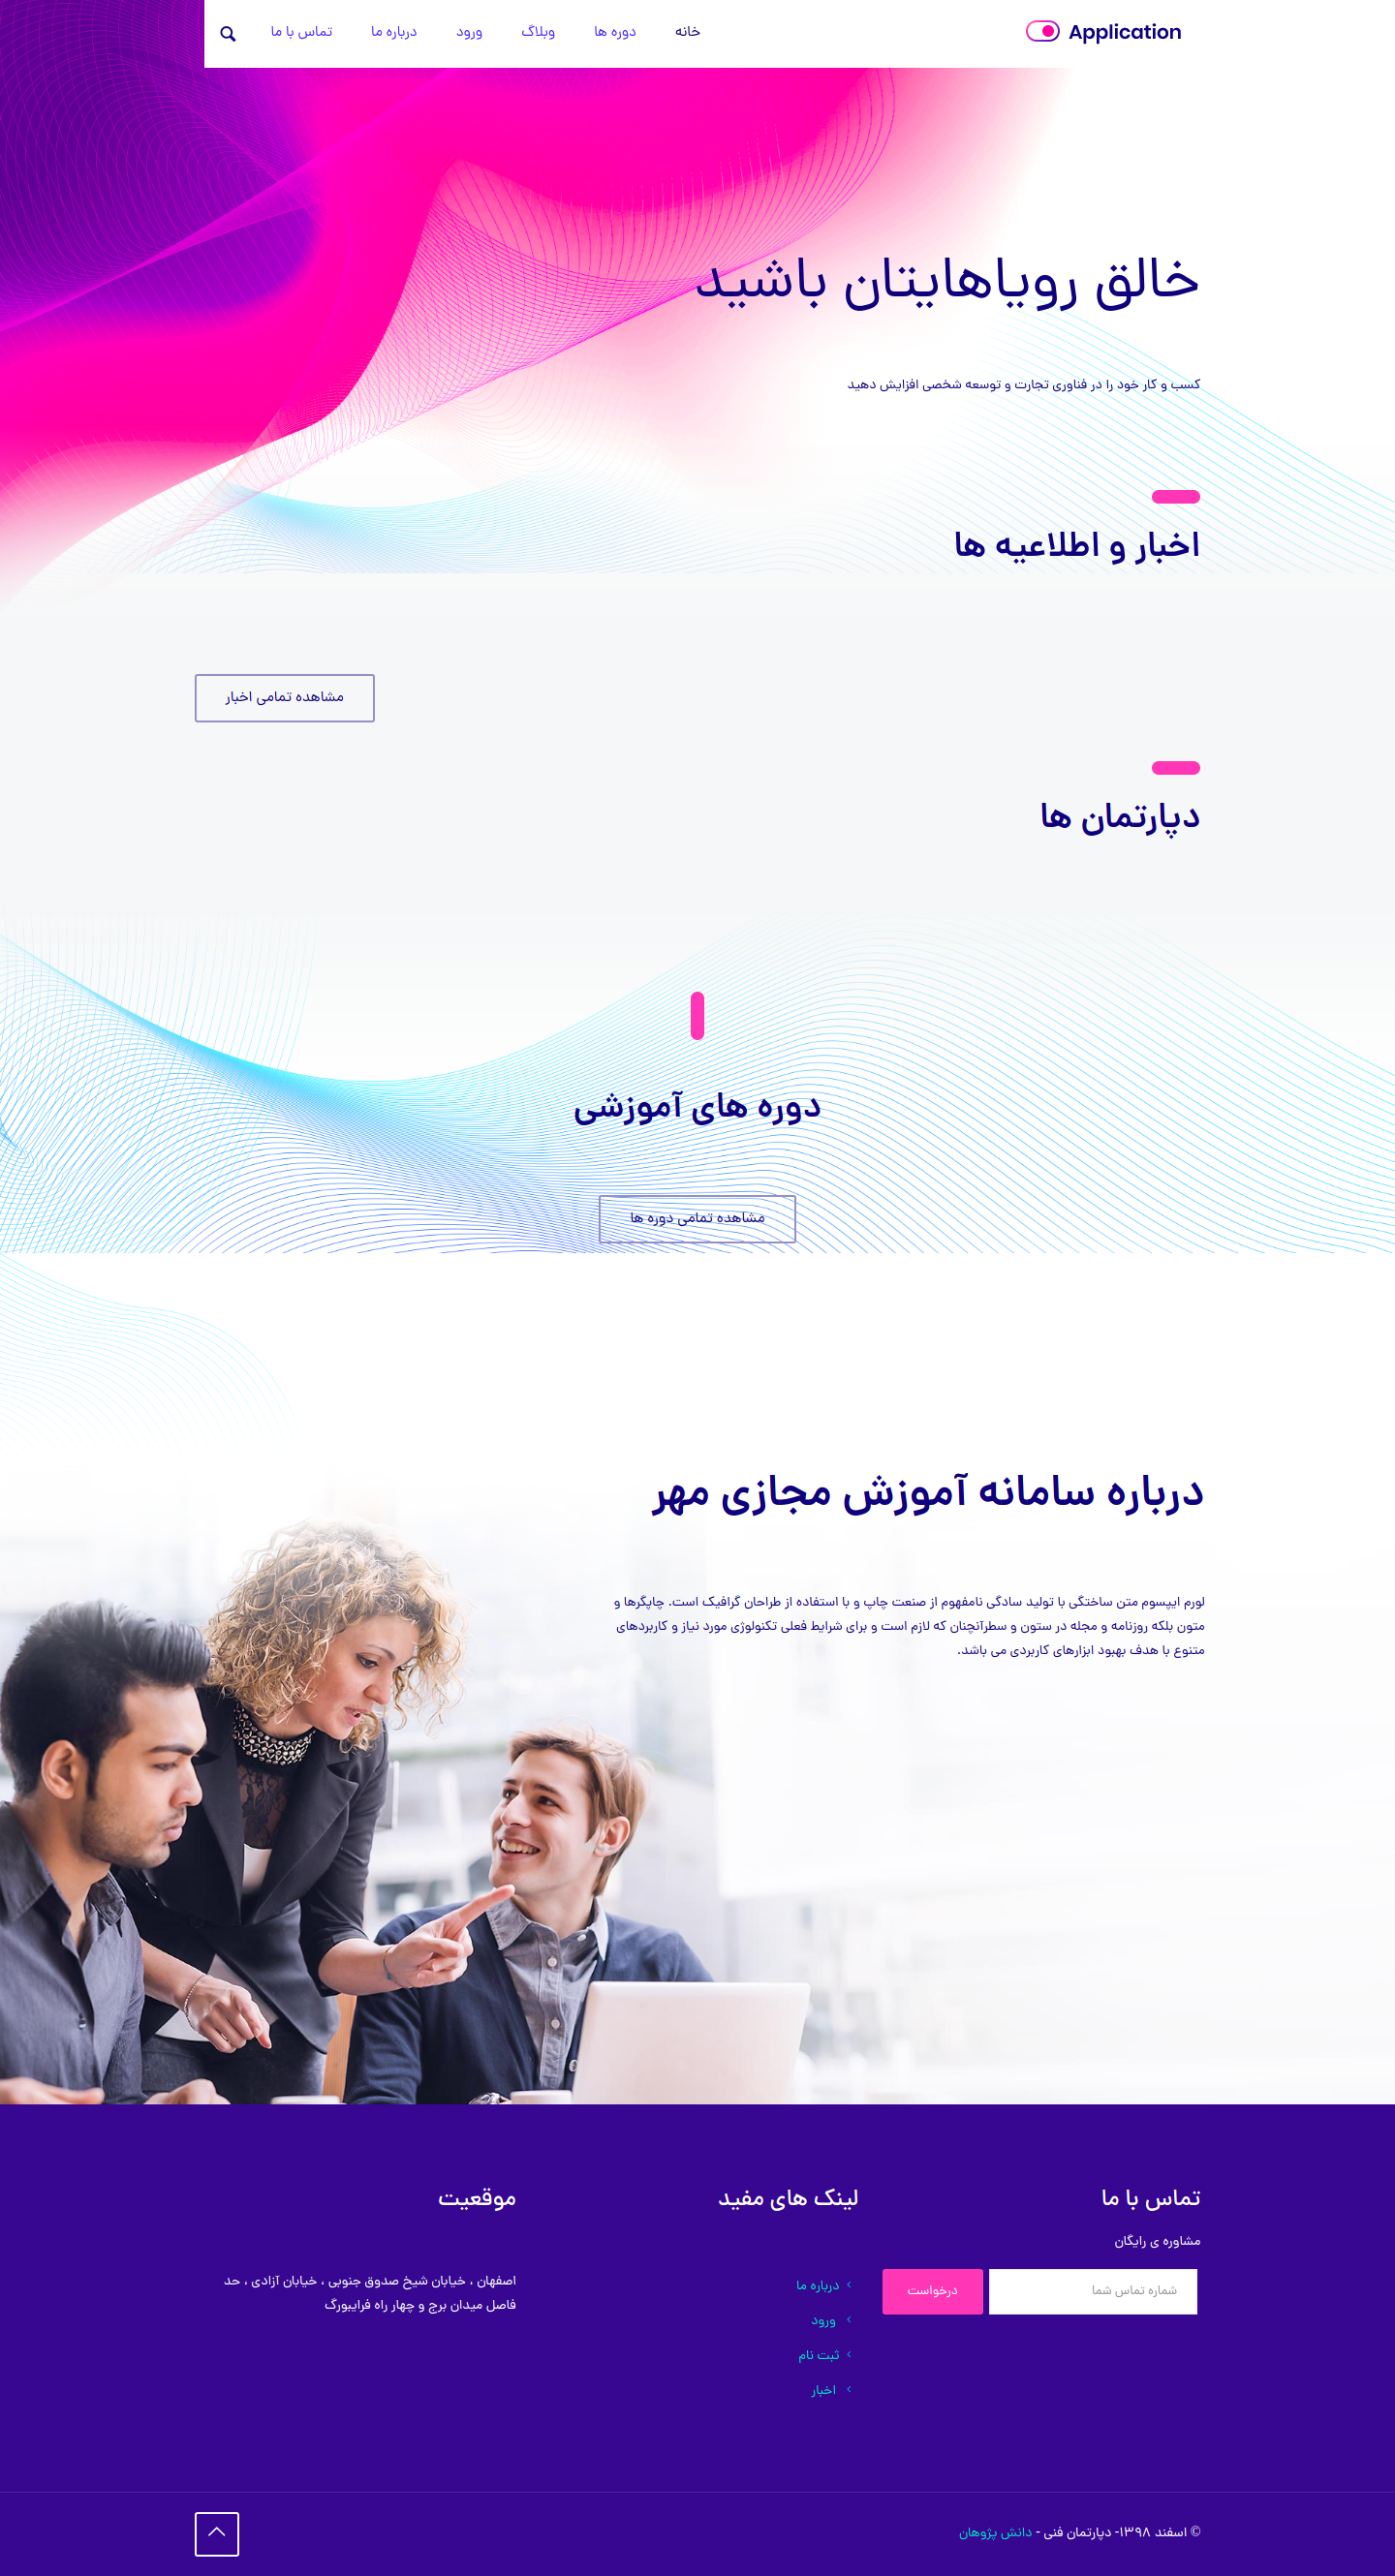 Application
خانه
دوره ها
وبلاگ
ورود
درباره ما
تماس با ما
خالق رویاهایتان باشید
کسب و کار خود را در فناوری تجارت و توسعه شخصی افزایش دهید
اخبار و اطلاعیه ها
مشاهده تمامی اخبار
دپارتمان ها
دوره های آموزشی
مشاهده تمامی دوره ها
درباره سامانه آموزش مجازی مهر
لورم ایپسوم متن ساختگی با تولید سادگی نامفهوم از صنعت چاپ و با استفاده از طراحان گرافیک است. چاپگرها و
متون بلکه روزنامه و مجله در ستون و سطرآنچنان که لازم است و برای شرایط فعلی تکنولوژی مورد نیاز و کاربردهای
متنوع با هدف بهبود ابزارهای کاربردی می باشد.
تماس با ما
مشاوره ی رایگان
شماره تماس شما
درخواست
لینک های مفید
درباره ما
ورود
ثبت نام
اخبار
موقعیت
اصفهان ، خیابان شیخ صدوق جنوبی ، خیابان آزادی ، حد
فاصل میدان برج و چهار راه فرایبورگ
© اسفند ۱۳۹۸- دپارتمان فنی - دانش پژوهان